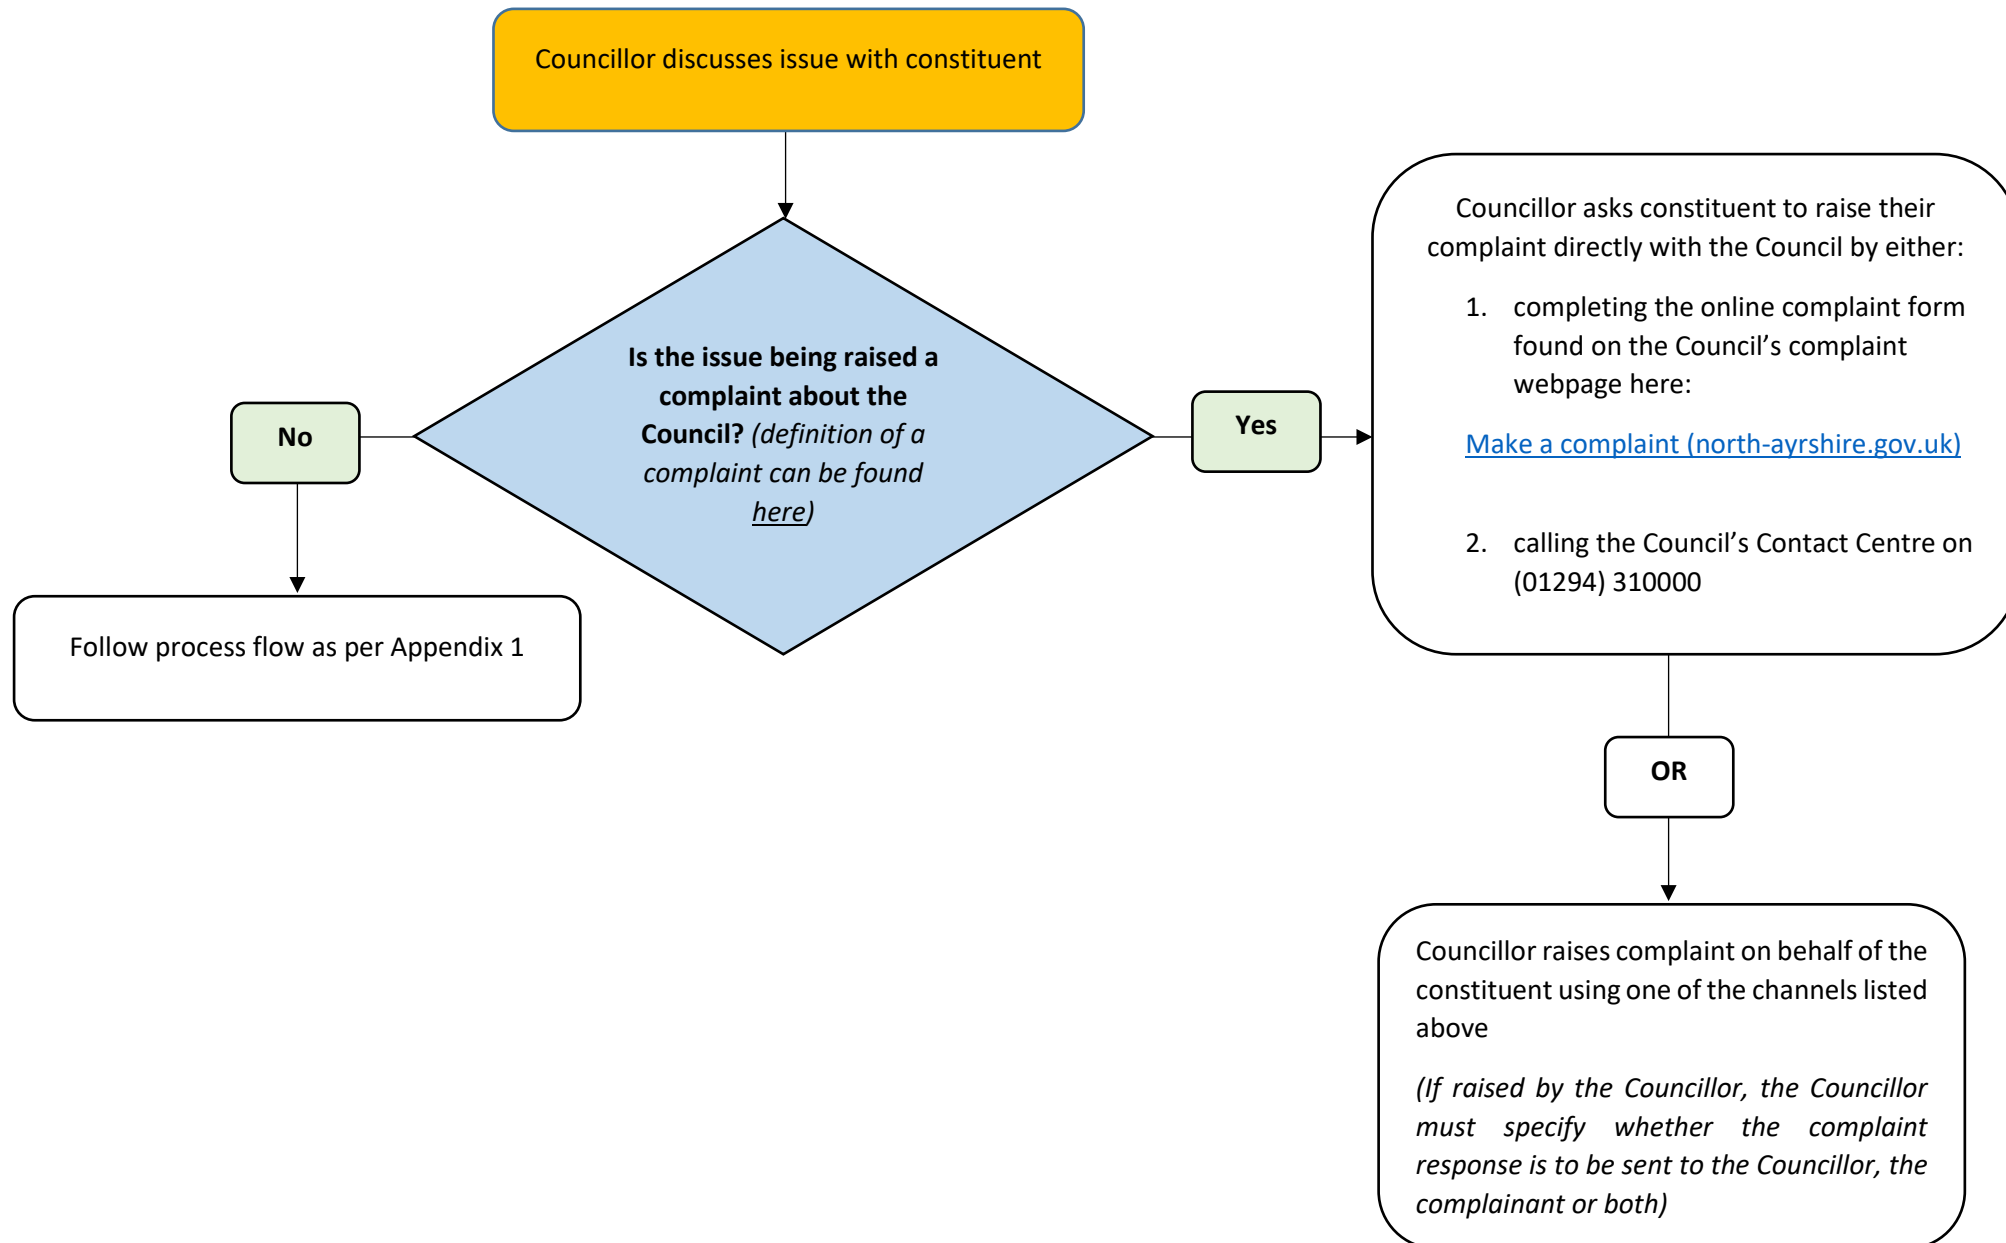 Councillor discusses issue with constituent
Is the issue being raised a
complaint about the
Council? (definition of a
complaint can be found
here)
No
Yes
Follow process flow as per Appendix 1
Councillor asks constituent to raise their
complaint directly with the Council by either:
1. completing the online complaint form
found on the Council’s complaint
webpage here:
Make a complaint (north-ayrshire.gov.uk)
2. calling the Council’s Contact Centre on
(01294) 310000
OR
Councillor raises complaint on behalf of the
constituent using one of the channels listed
above
(If raised by the Councillor, the Councillor
must specify whether the complaint
response is to be sent to the Councillor, the
complainant or both)